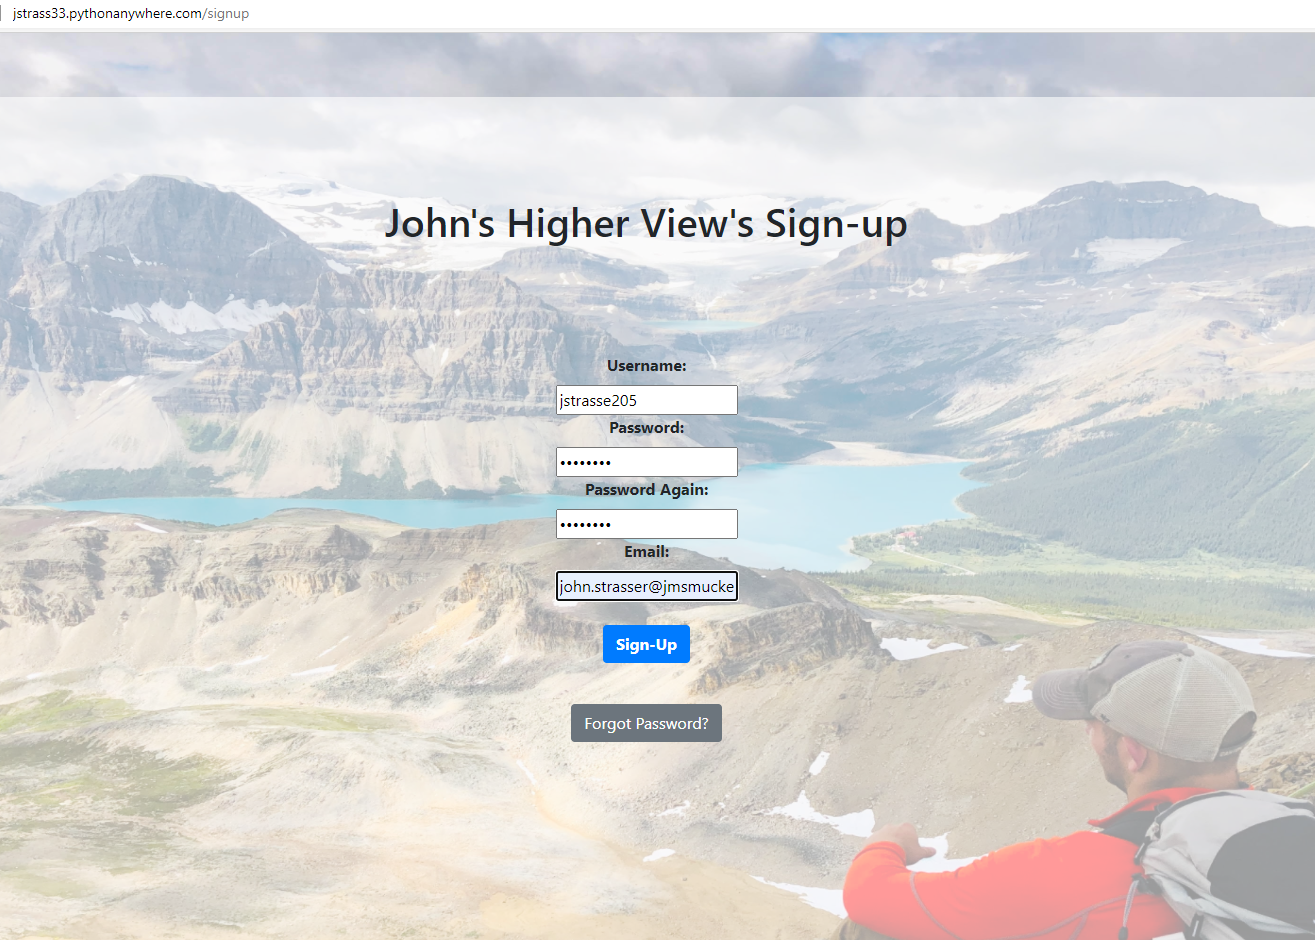 jstrass33.pythonanywhere.com/signup
John's Higher View's Sign-up
Username:
jstrasse205
Password:
••••••••
Password Again:
••••••••
Email:
john.strasser@jmsmucke
Sign-Up
Forgot Password?